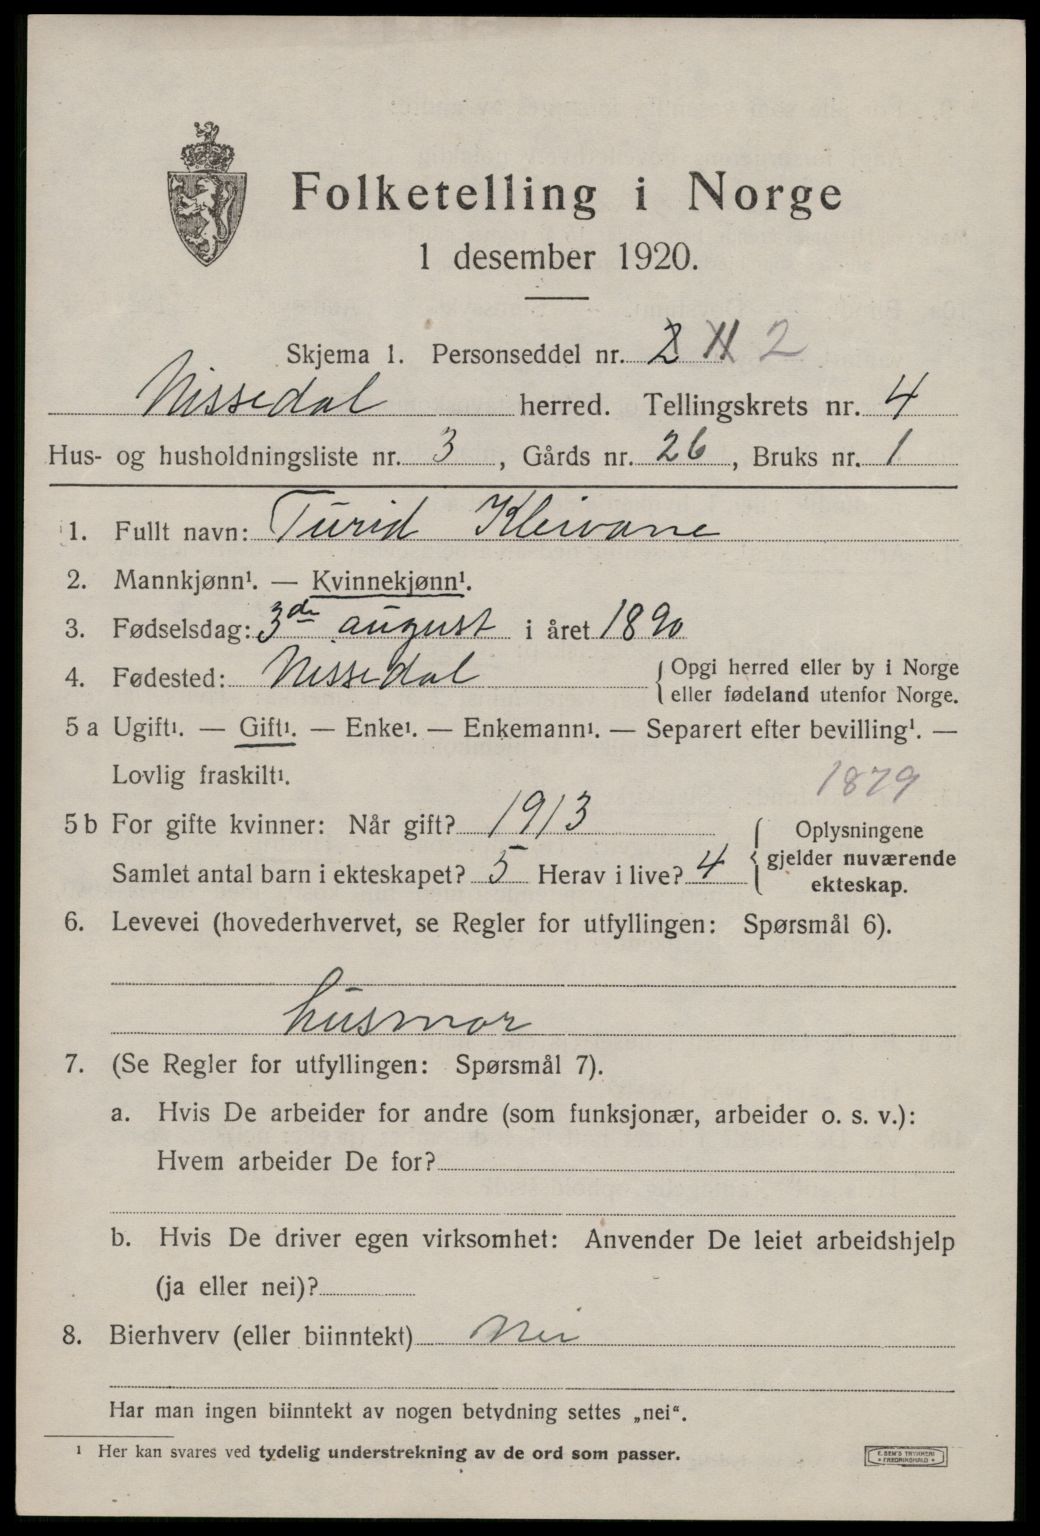 Folketelling i Norge
1 desember 1920.
Skjema 1. Personseddel nr. 2 2
Nissedal herred. Tellingskrets nr. 4
Hus- og husholdningsliste nr. 3, Gårds nr. 26, Bruks nr. 1
1. Fullt navn: Turid Kleivane
2. Mannkjønn¹. — Kvinnekjønn¹.
3. Fødselsdag: 3de august i året 1890
4. Fødested: Nissedal { Opgi herred eller by i Norge
eller fødeland utenfor Norge.
5 a Ugift¹. — Gift¹. — Enke¹. — Enkemann¹. — Separert efter bevilling¹. —
Lovlig fraskilt¹.
1879
5 b For gifte kvinner: Når gift? 1913 { Oplysningene
gjelder nuværende
ekteskap.
Samlet antal barn i ekteskapet? 5 Herav i live? 4
6. Levevei (hovederhvervet, se Regler for utfyllingen: Spørsmål 6).
husmor
7. (Se Regler for utfyllingen: Spørsmål 7).
a. Hvis De arbeider for andre (som funksjonær, arbeider o. s. v.):
Hvem arbeider De for?
b. Hvis De driver egen virksomhet: Anvender De leiet arbeidshjelp
(ja eller nei)?
8. Bierhverv (eller biinntekt) Nei
Har man ingen biinntekt av nogen betydning settes „nei“.
¹ Her kan svares ved tydelig understrekning av de ord som passer.
E. SEM'S TRYKKERI
• FREDRIKSHALD •